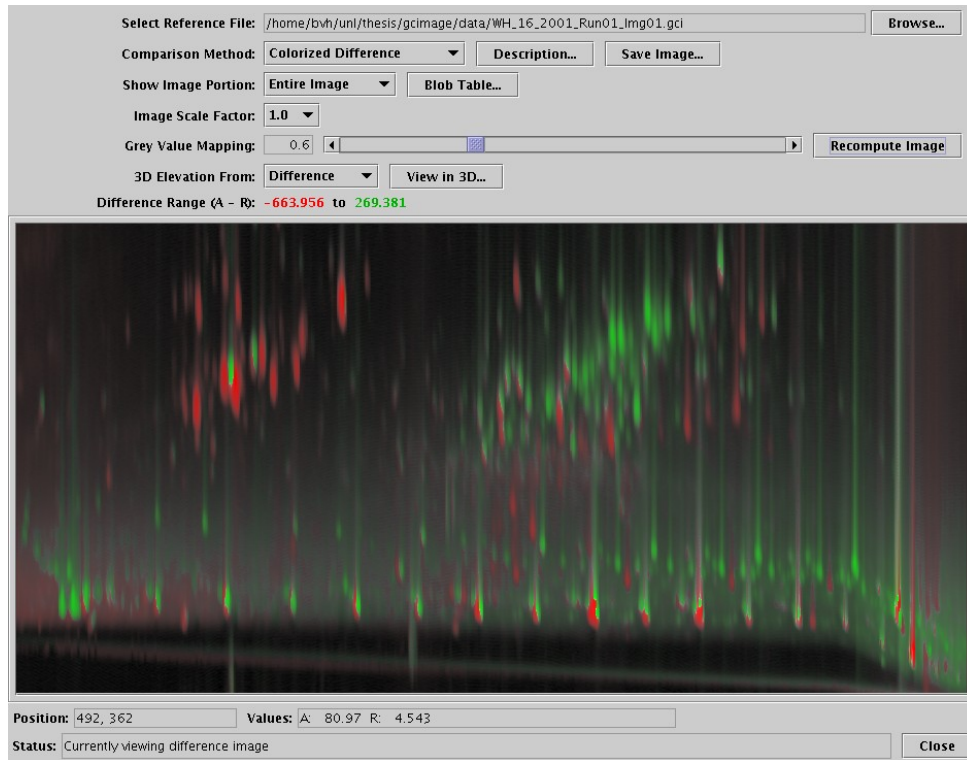 Select Reference File: /home/bvh/unl/thesis/gcimage/data/WH_16_2001_Run01_Img01.gci Browse...
Comparison Method: Colorized Difference Description... Save Image...
Show Image Portion: Entire Image Blob Table...
Image Scale Factor: 1.0
Grey Value Mapping: 0.6 Recompute Image
3D Elevation From: Difference View in 3D...
Difference Range (A - R): -663.956 to 269.381
Position: 492, 362 Values: A: 80.97 R: 4.543
Status: Currently viewing difference image Close